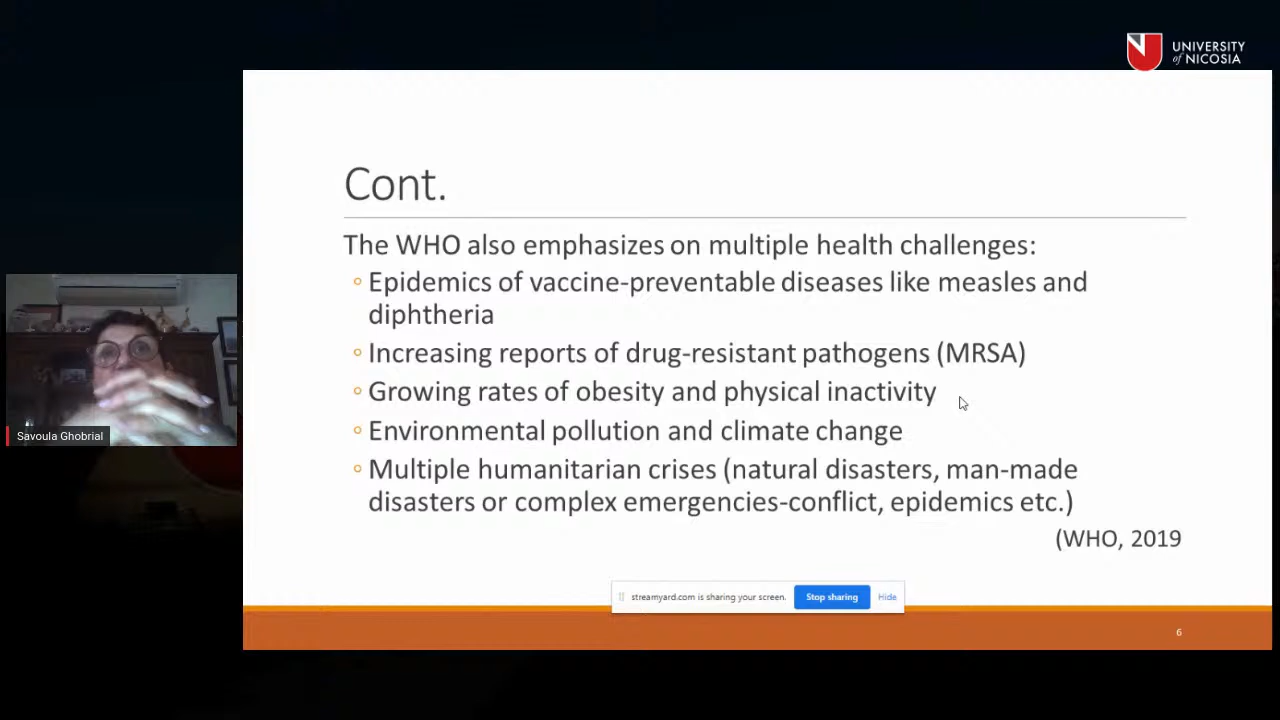 UNIVERSITY
of NICOSIA
Cont.
The WHO also emphasizes on multiple health challenges:
Epidemics of vaccine-preventable diseases like measles and
diphtheria
Increasing reports of drug-resistant pathogens (MRSA)
Growing rates of obesity and physical inactivity
Environmental pollution and climate change
Multiple humanitarian crises (natural disasters, man-made
disasters or complex emergencies-conflict, epidemics etc.)
(WHO, 2019
Savoula Ghobrial
streamyard.com is sharing your screen. Stop sharing Hide
6